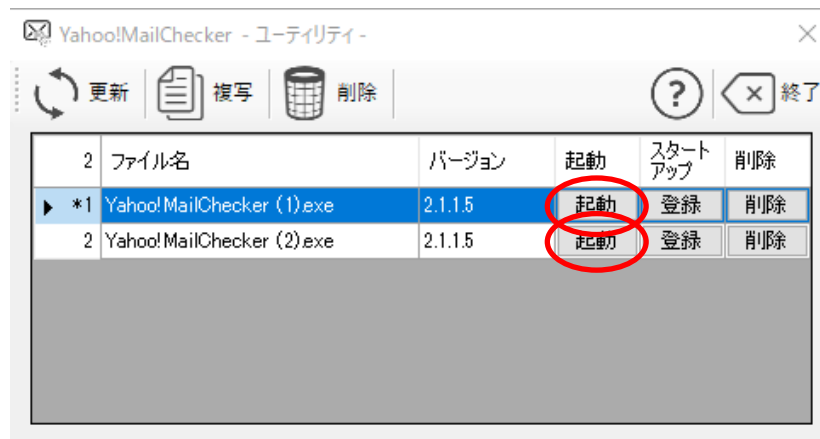 Yahoo!MailChecker - ユーティリティ -
更新 複写 削除 ? 終了
2 ファイル名 バージョン 起動 スタートアップ 削除
*1 Yahoo!MailChecker (1).exe 2.1.1.5 起動 登録 削除
2 Yahoo!MailChecker (2).exe 2.1.1.5 起動 登録 削除